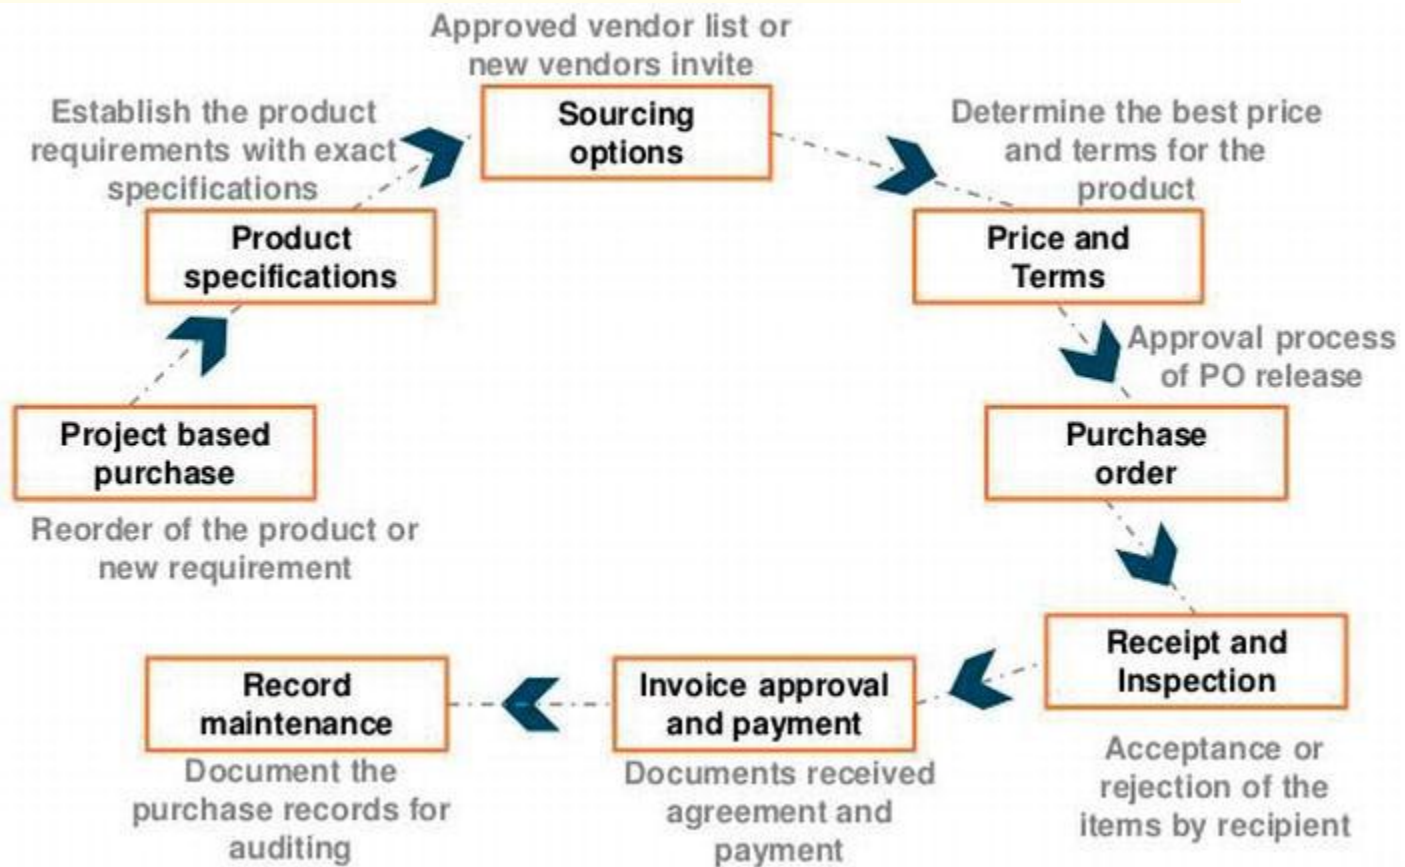 Approved vendor list or
new vendors invite
Sourcing
options
Establish the product
requirements with exact
specifications
Product
specifications
Determine the best price
and terms for the
product
Price and
Terms
Project based
purchase
Reorder of the product or
new requirement
Approval process
of PO release
Purchase
order
Receipt and
Inspection
Acceptance or
rejection of the
items by recipient
Invoice approval
and payment
Documents received
agreement and
payment
Record
maintenance
Document the
purchase records for
auditing